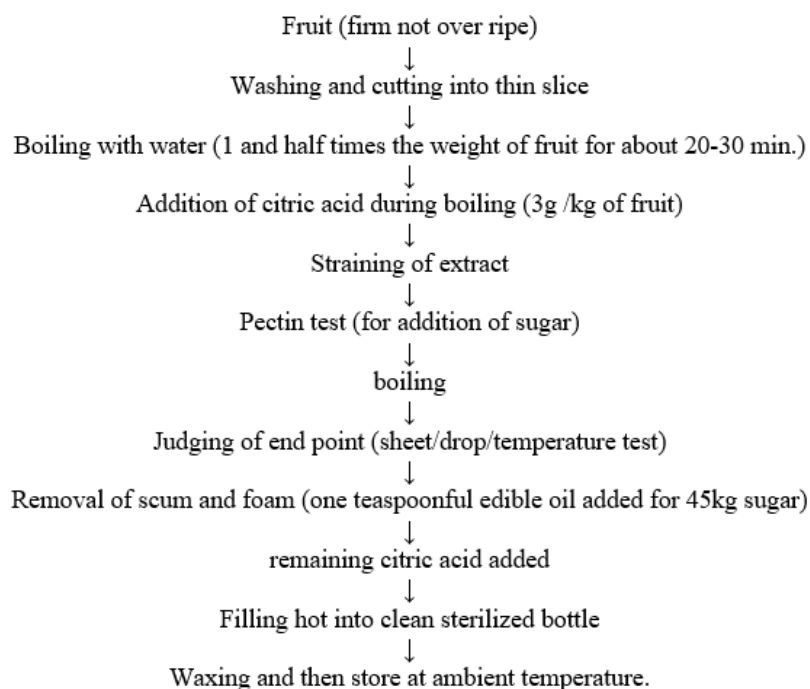 Fruit (firm not over ripe)
↓
Washing and cutting into thin slice
↓
Boiling with water (1 and half times the weight of fruit for about 20-30 min.)
↓
Addition of citric acid during boiling (3g /kg of fruit)
↓
Straining of extract
↓
Pectin test (for addition of sugar)
↓
boiling
↓
Judging of end point (sheet/drop/temperature test)
↓
Removal of scum and foam (one teaspoonful edible oil added for 45kg sugar)
↓
remaining citric acid added
↓
Filling hot into clean sterilized bottle
↓
Waxing and then store at ambient temperature.